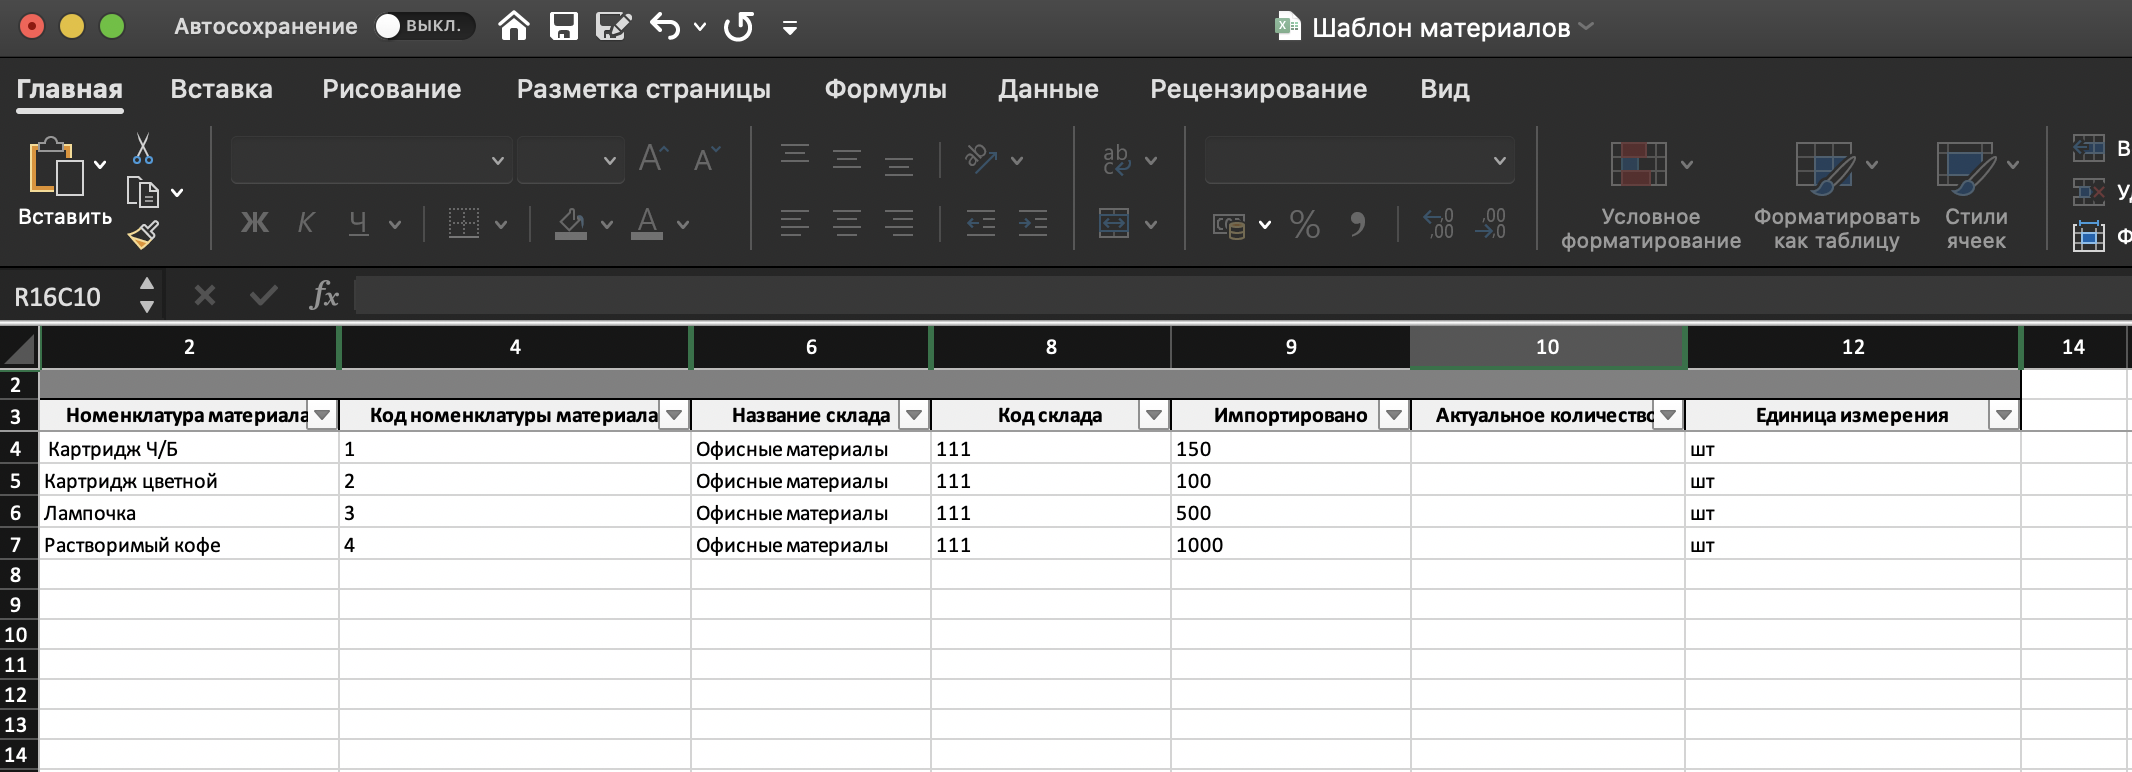 Автосохранение ВЫКЛ. Шаблон материалов
Главная Вставка Рисование Разметка страницы Формулы Данные Рецензирование Вид
Вставить
Ж К Ч
Условное форматирование
Форматировать как таблицу
Стили ячеек
R16C10 fx
2 4 6 8 9 10 12 14
2
3 Номенклатура материала Код номенклатуры материала Название склада Код склада Импортировано Актуальное количество Единица измерения
4 Картридж Ч/Б 1 Офисные материалы 111 150 шт
5 Картридж цветной 2 Офисные материалы 111 100 шт
6 Лампочка 3 Офисные материалы 111 500 шт
7 Растворимый кофе 4 Офисные материалы 111 1000 шт
8
9
10
11
12
13
14